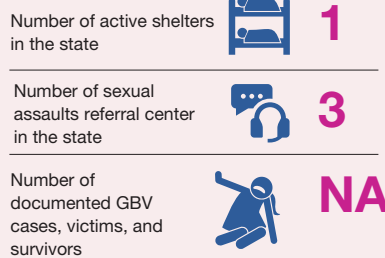 Number of active shelters
in the state
1
Number of sexual
assaults referral center
in the state
3
Number of
documented GBV
cases, victims, and
survivors
NA